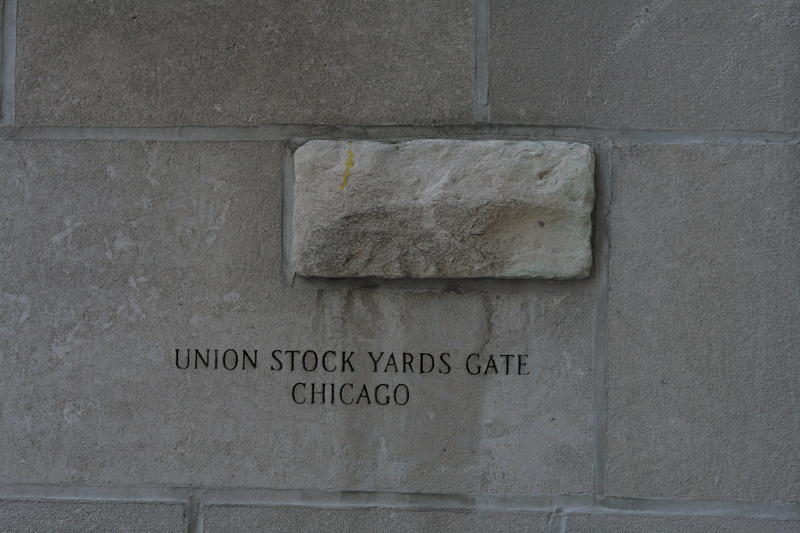 UNION STOCK YARDS GATE
CHICAGO